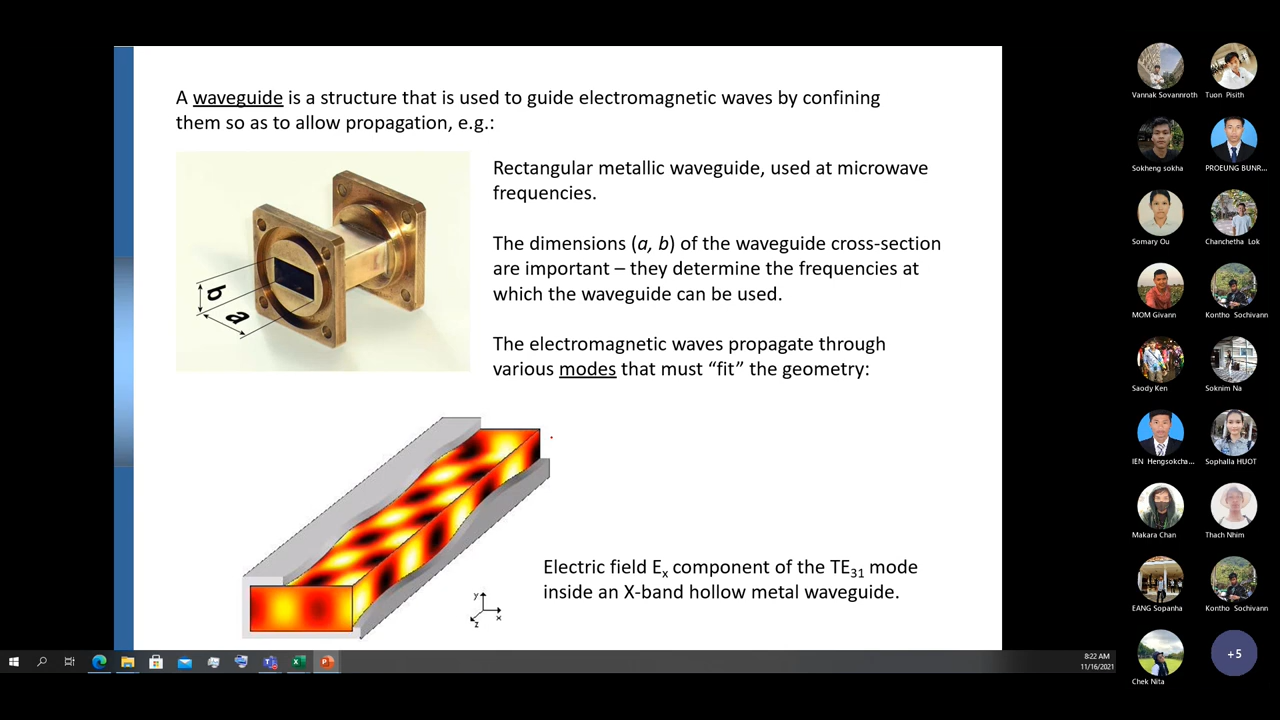 A waveguide is a structure that is used to guide electromagnetic waves by confining
them so as to allow propagation, e.g.:
Rectangular metallic waveguide, used at microwave
frequencies.
The dimensions (a, b) of the waveguide cross-section
are important – they determine the frequencies at
which the waveguide can be used.
b
a
The electromagnetic waves propagate through
various modes that must “fit” the geometry:
Electric field Ex component of the TE31 mode
inside an X-band hollow metal waveguide.
y
x
z
8:22 AM
11/16/2021
Vannak Sovannroth
Tuon Pisith
Sokheng sokha
PROEUNG BUNR...
Somary Ou
Chanchetha Lok
MOM Givann
Kontho Sochivann
Saody Ken
Soknim Na
IEN Hengsokcha...
Sophalla HUOT
Makara Chan
Thach Nhim
EANG Sopanha
Kontho Sochivann
Chek Nita
+5